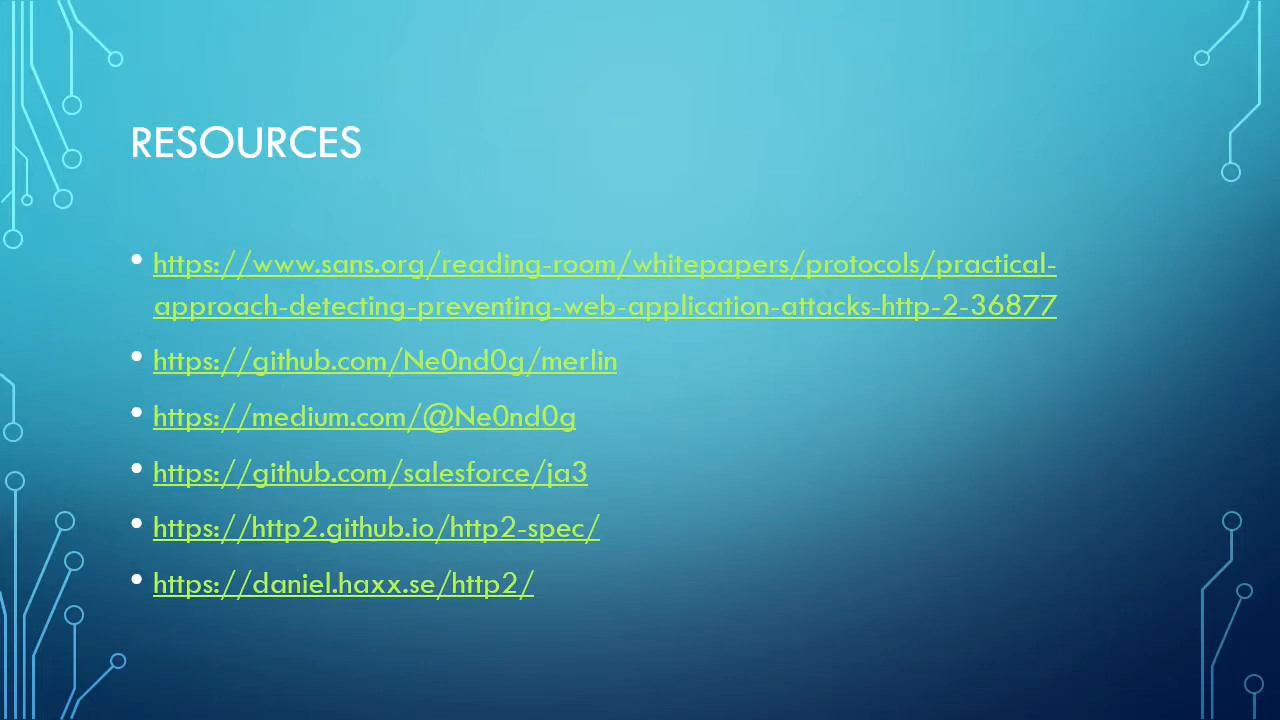 RESOURCES
• https://www.sans.org/reading-room/whitepapers/protocols/practical-
approach-detecting-preventing-web-application-attacks-http-2-36877
• https://github.com/Ne0nd0g/merlin
• https://medium.com/@Ne0nd0g
• https://github.com/salesforce/ja3
• https://http2.github.io/http2-spec/
• https://daniel.haxx.se/http2/